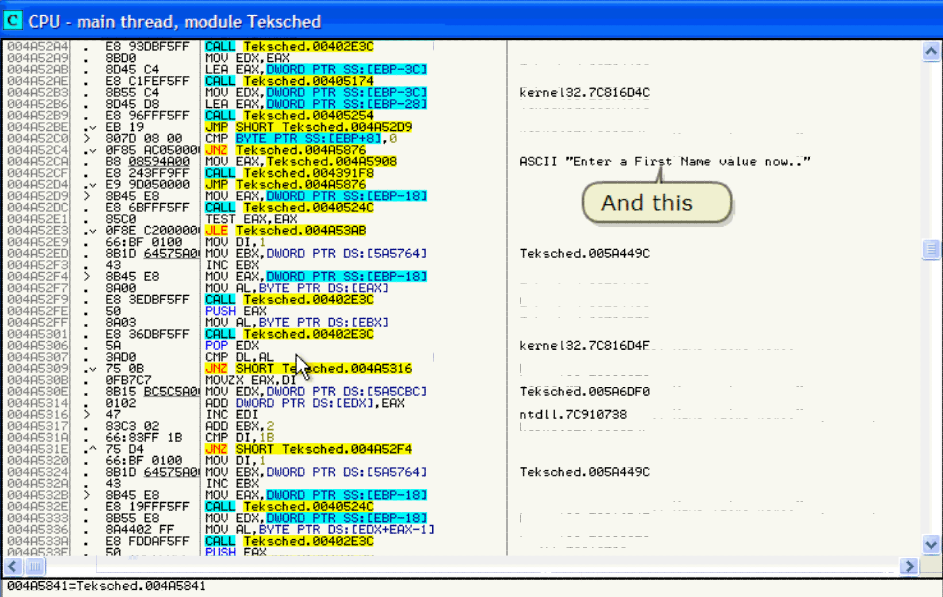 C CPU - main thread, module Teksched
004A52A4 . E8 93DBF5FF CALL Teksched.00402E3C
004A52A9 . 8BD0 MOV EDX,EAX
004A52AB . 8D45 C4 LEA EAX,DWORD PTR SS:[EBP-3C]
004A52AE . E8 C1FEF5FF CALL Teksched.00405174
004A52B3 . 8B55 C4 MOV EDX,DWORD PTR SS:[EBP-3C] kernel32.7C816D4C
004A52B6 . 8D45 D8 LEA EAX,DWORD PTR SS:[EBP-28]
004A52B9 . E8 96FFF5FF CALL Teksched.00405254
004A52BE .v EB 19 JMP SHORT Teksched.004A52D9
004A52C0 > 807D 08 00 CMP BYTE PTR SS:[EBP+8],0
004A52C4 .v 0F85 AC050000 JNZ Teksched.004A5876
004A52CA . B8 08594A00 MOV EAX,Teksched.004A5908 ASCII "Enter a First Name value now.."
004A52CF . E8 243FF9FF CALL Teksched.004391F8
004A52D4 .v E9 9D050000 JMP Teksched.004A5876
004A52D9 > 8B45 E8 MOV EAX,DWORD PTR SS:[EBP-18]
And this
004A52DC . E8 6BFFF5FF CALL Teksched.0040524C
004A52E1 . 85C0 TEST EAX,EAX
004A52E3 .v 0F8E C2000000 JLE Teksched.004A53AB
004A52E9 . 66:BF 0100 MOV DI,1
004A52ED . 8B1D 64575A00 MOV EBX,DWORD PTR DS:[5A5764] Teksched.005A449C
004A52F3 . 43 INC EBX
004A52F4 > 8B45 E8 MOV EAX,DWORD PTR SS:[EBP-18]
004A52F7 . 8A00 MOV AL,BYTE PTR DS:[EAX]
004A52F9 . E8 3EDBF5FF CALL Teksched.00402E3C
004A52FE . 50 PUSH EAX
004A52FF . 8A03 MOV AL,BYTE PTR DS:[EBX]
004A5301 . E8 36DBF5FF CALL Teksched.00402E3C
004A5306 . 5A POP EDX kernel32.7C816D4F
004A5307 . 3AD0 CMP DL,AL
004A5309 .v 75 0B JNZ SHORT Teksched.004A5316
004A530B . 0FB7C7 MOVZX EAX,DI
004A530E . 8B15 BC5C5A00 MOV EDX,DWORD PTR DS:[5A5CBC] Teksched.005A6DF0
004A5314 . 0102 ADD DWORD PTR DS:[EDX],EAX
004A5316 > 47 INC EDI ntdll.7C910738
004A5317 . 83C3 02 ADD EBX,2
004A531A . 66:83FF 1B CMP DI,1B
004A531E .^ 75 D4 JNZ SHORT Teksched.004A52F4
004A5320 . 66:BF 0100 MOV DI,1
004A5324 . 8B1D 64575A00 MOV EBX,DWORD PTR DS:[5A5764] Teksched.005A449C
004A532A . 43 INC EBX
004A532B > 8B45 E8 MOV EAX,DWORD PTR SS:[EBP-18]
004A532E . E8 19FFF5FF CALL Teksched.0040524C
004A5333 . 8B55 E8 MOV EDX,DWORD PTR SS:[EBP-18]
004A5336 . 8A4402 FF MOV AL,BYTE PTR DS:[EDX+EAX-1]
004A533A . E8 FDDAF5FF CALL Teksched.00402E3C
004A533F . 50 PUSH EAX
004A5841=Teksched.004A5841